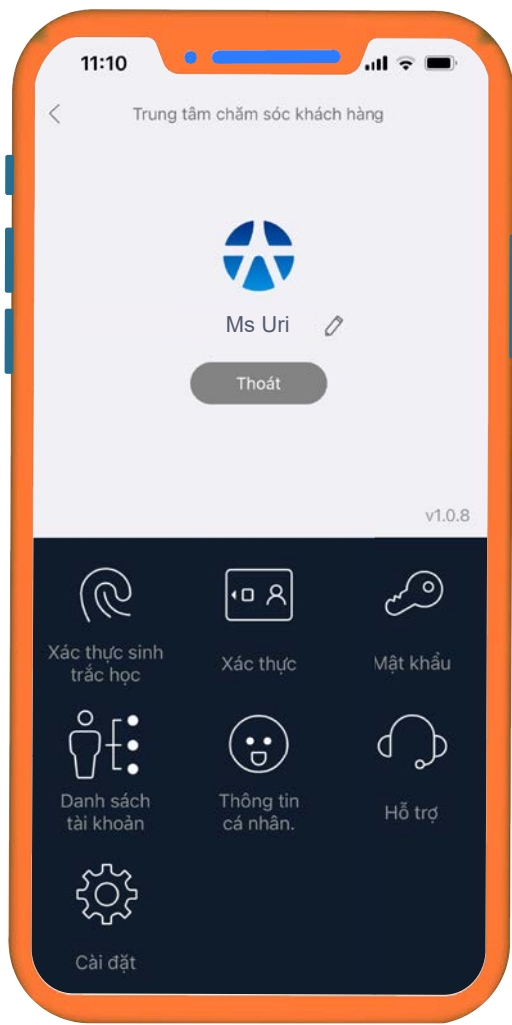 11:10
Trung tâm chăm sóc khách hàng
Ms Uri
Thoát
v1.0.8
Xác thực sinh
trắc học
Xác thực
Mật khẩu
Danh sách
tài khoản
Thông tin
cá nhân.
Hỗ trợ
Cài đặt